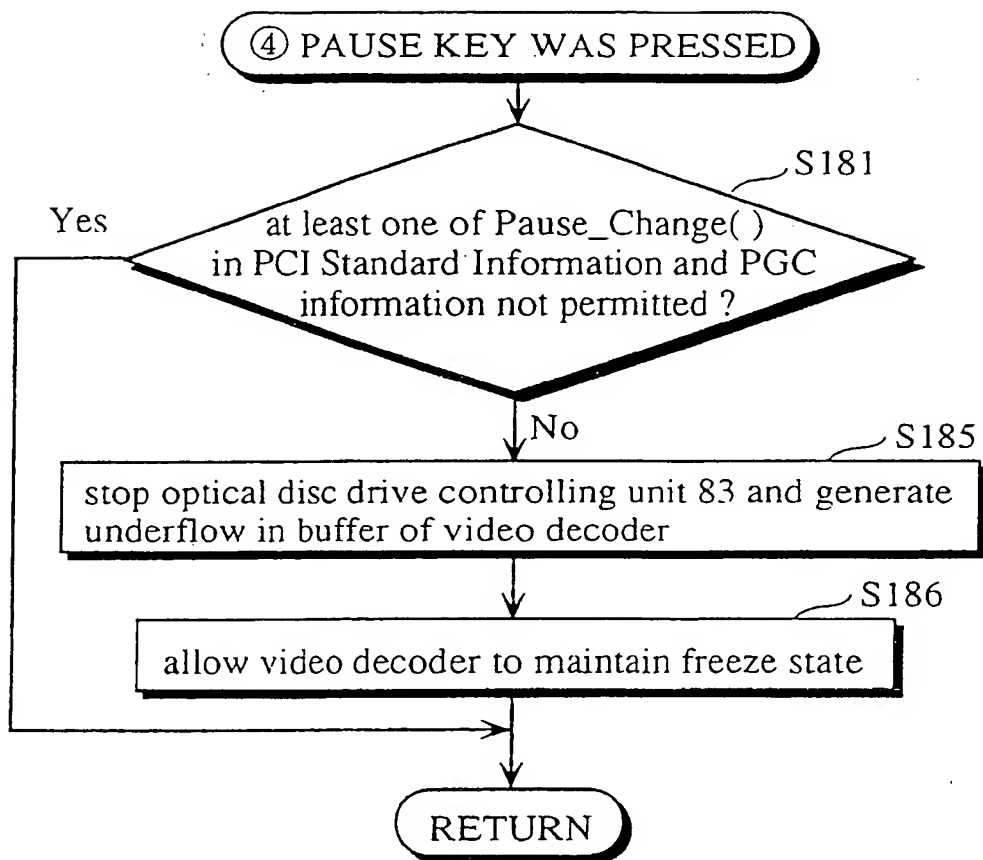 ④ PAUSE KEY WAS PRESSED
S181
Yes
at least one of Pause_Change( )
in PCI Standard Information and PGC
information not permitted ?
No
S185
stop optical disc drive controlling unit 83 and generate
underflow in buffer of video decoder
S186
allow video decoder to maintain freeze state
RETURN